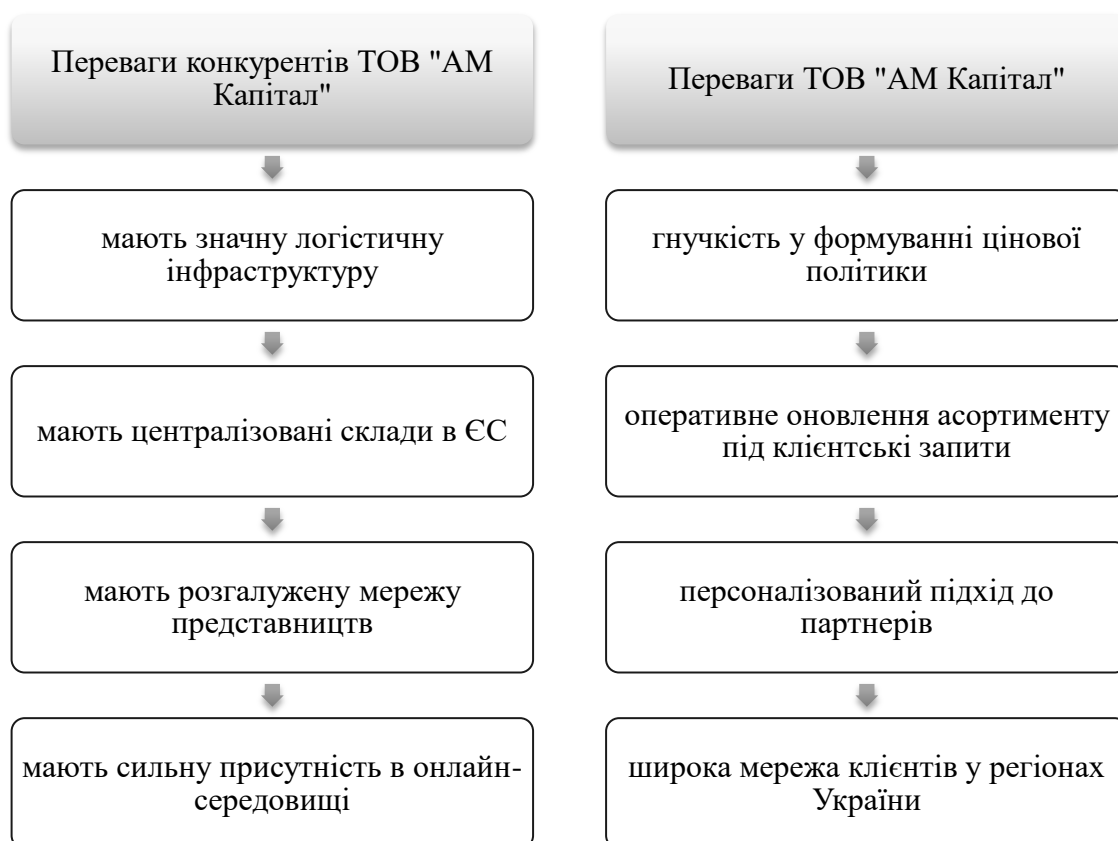 Переваги конкурентів ТОВ "АМ
Капітал"
мають значну логістичну
інфраструктуру
мають централізовані склади в ЄС
мають розгалужену мережу
представництв
мають сильну присутність в онлайн-
середовищі
Переваги ТОВ "АМ Капітал"
гнучкість у формуванні цінової
політики
оперативне оновлення асортименту
під клієнтські запити
персоналізований підхід до
партнерів
широка мережа клієнтів у регіонах
України